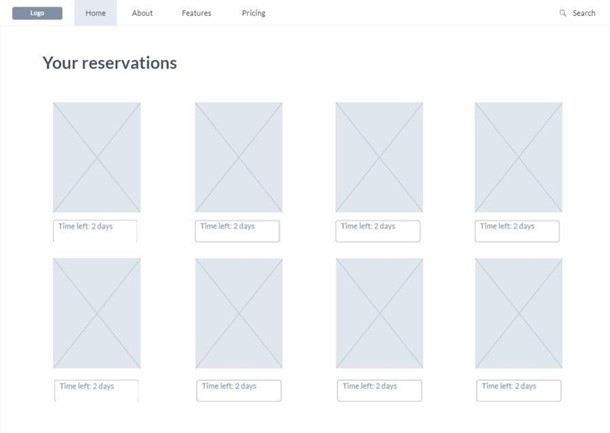 Logo
Home About Features Pricing Search
Your reservations
Time left: 2 days Time left: 2 days Time left: 2 days Time left: 2 days
Time left: 2 days Time left: 2 days Time left: 2 days Time left: 2 days